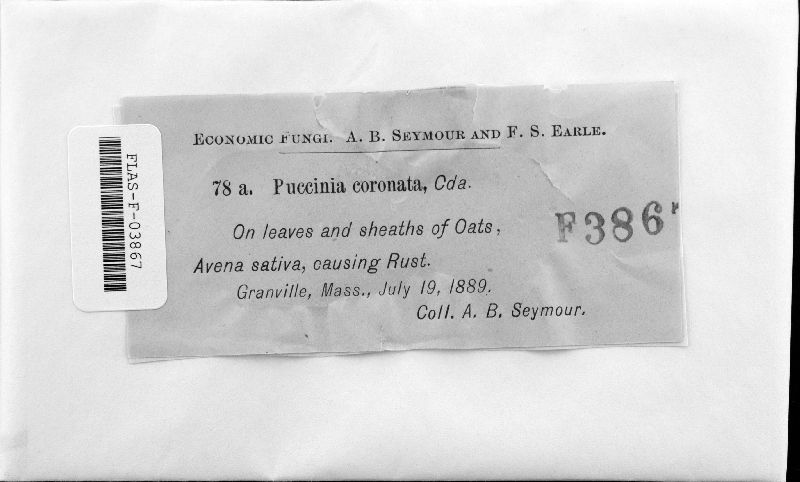 ECONOMIC FUNGI. A. B. SEYMOUR AND F. S. EARLE.
78 a. Puccinia coronata, Cda.
On leaves and sheaths of Oats,
Avena sativa, causing Rust.
Granville, Mass., July 19, 1889.
Coll. A. B. Seymour.
F386
FLAS-F-03867